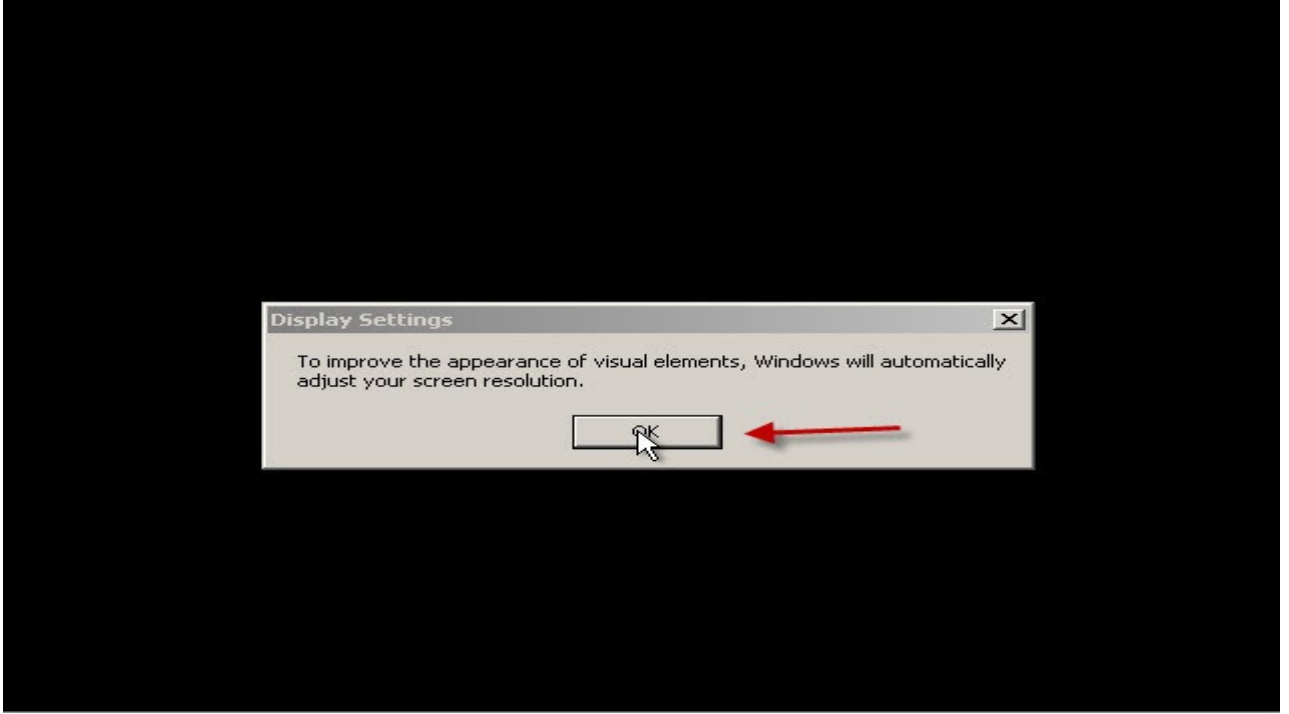 Display Settings
To improve the appearance of visual elements, Windows will automatically
adjust your screen resolution.
OK